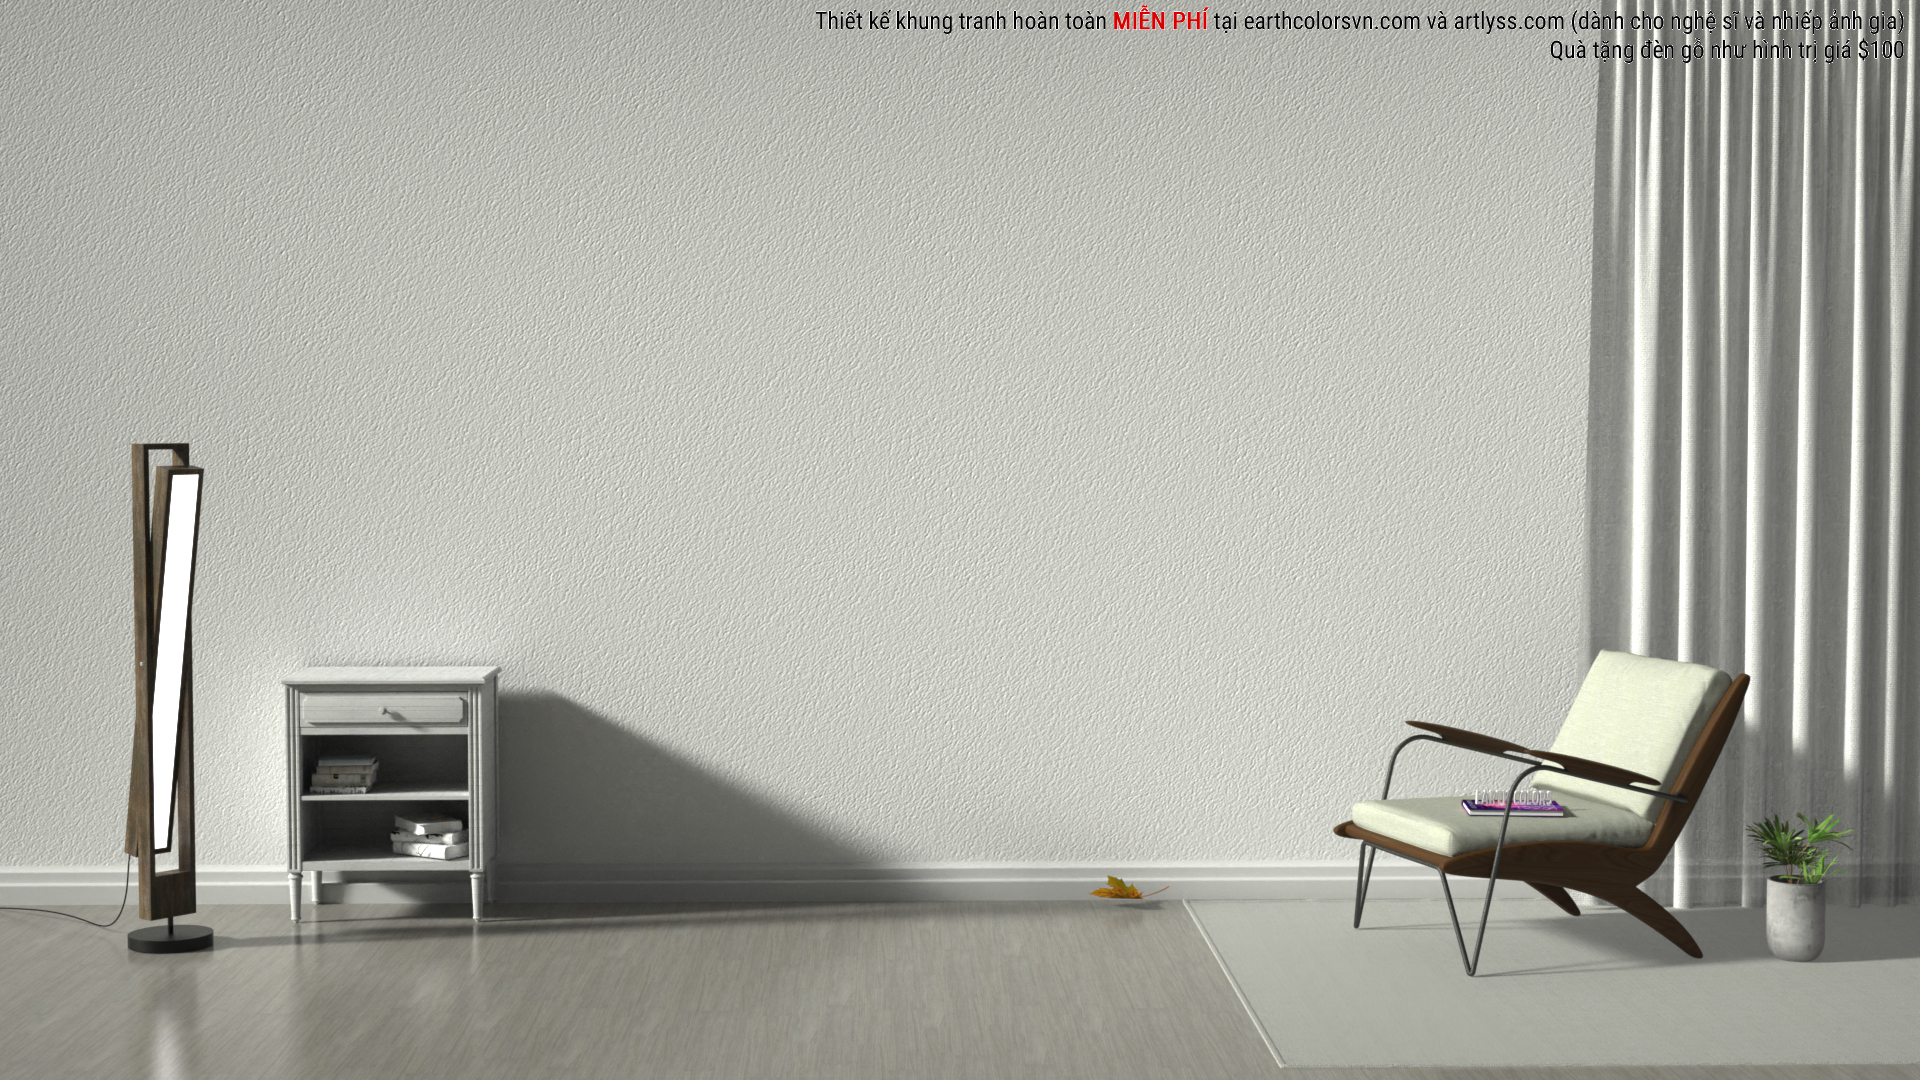 Thiết kế khung tranh hoàn toàn MIỄN PHÍ tại earthcolorsvn.com và artlyss.com (dành cho nghệ sĩ và nhiếp ảnh gia)
Quà tặng đèn gỗ như hình trị giá $100
EARTHCOLORS